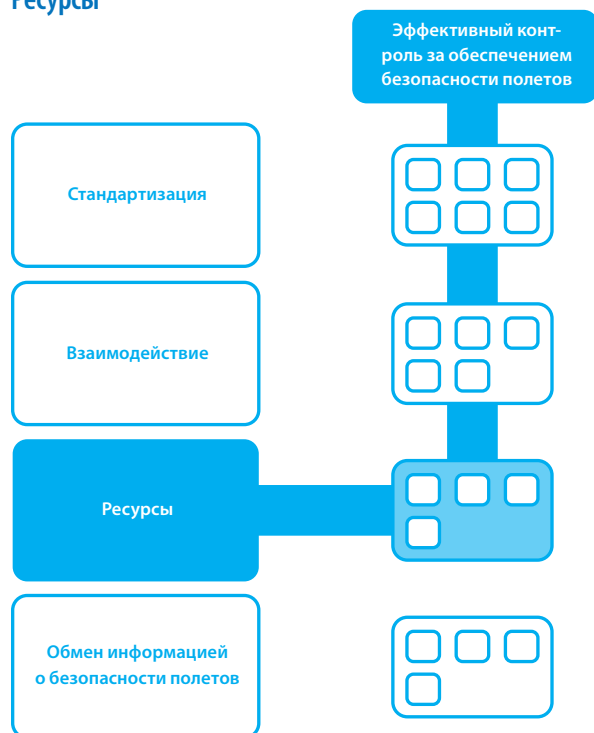 Ресурсы
Эффективный конт-
роль за обеспечением
безопасности полетов
Стандартизация
Взаимодействие
Ресурсы
Обмен информацией
о безопасности полетов